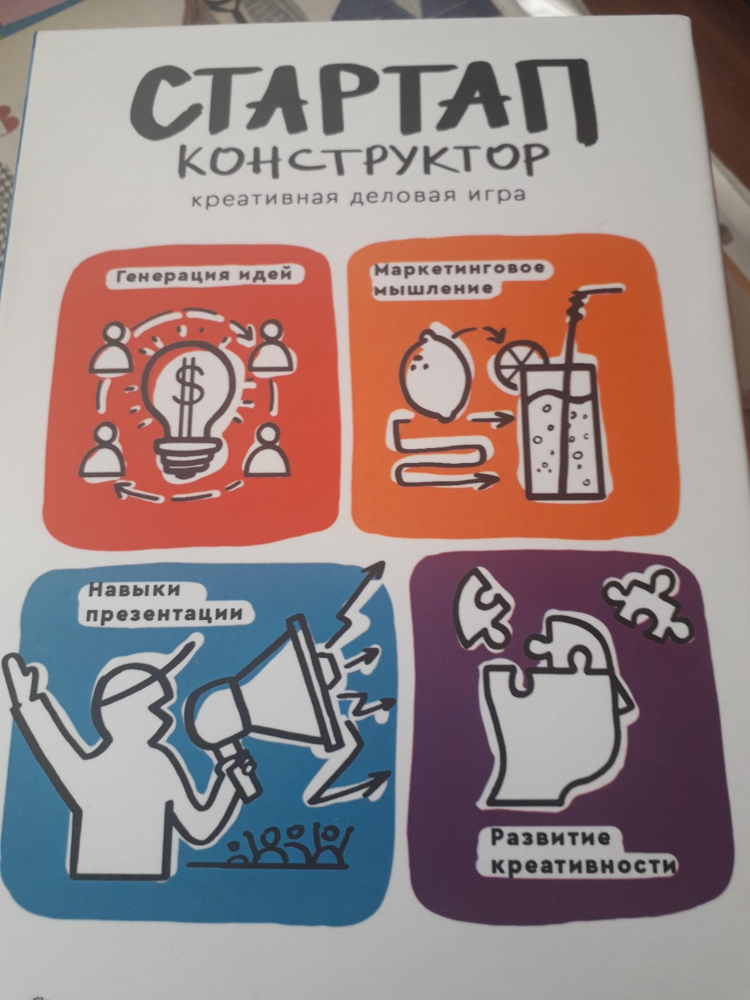 СТАРТАП
КОНСТРУКТОР
креативная деловая игра
Генерация идей
Маркетинговое
мышление
$
Навыки
презентации
Развитие
креативности